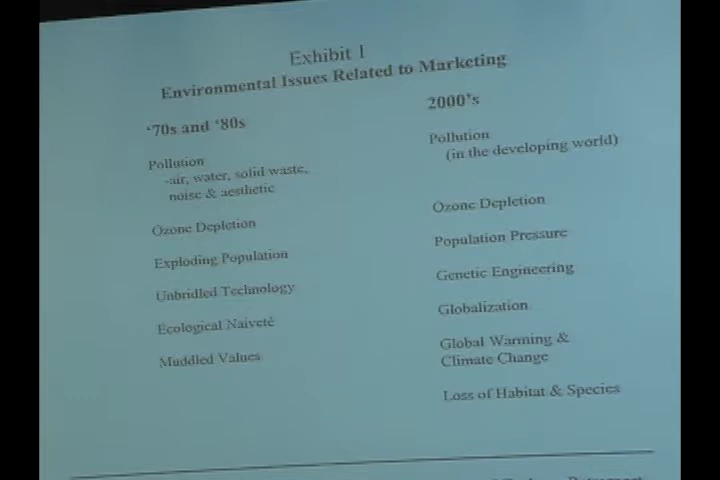 Exhibit 1
Environmental Issues Related to Marketing
'70s and '80s
Pollution
-air, water, solid waste,
noise & aesthetic
Ozone Depletion
Exploding Population
Unbridled Technology
Ecological Naiveté
Muddled Values
2000's
Pollution
(in the developing world)
Ozone Depletion
Population Pressure
Genetic Engineering
Globalization
Global Warming &
Climate Change
Loss of Habitat & Species